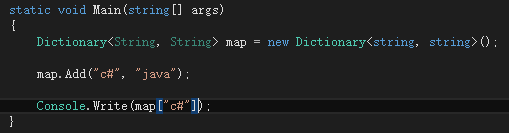 static void Main(string[] args)
{
    Dictionary<String, String> map = new Dictionary<string, string>();
    map.Add("c#", "java");
    Console.Write(map["c#"]);
}